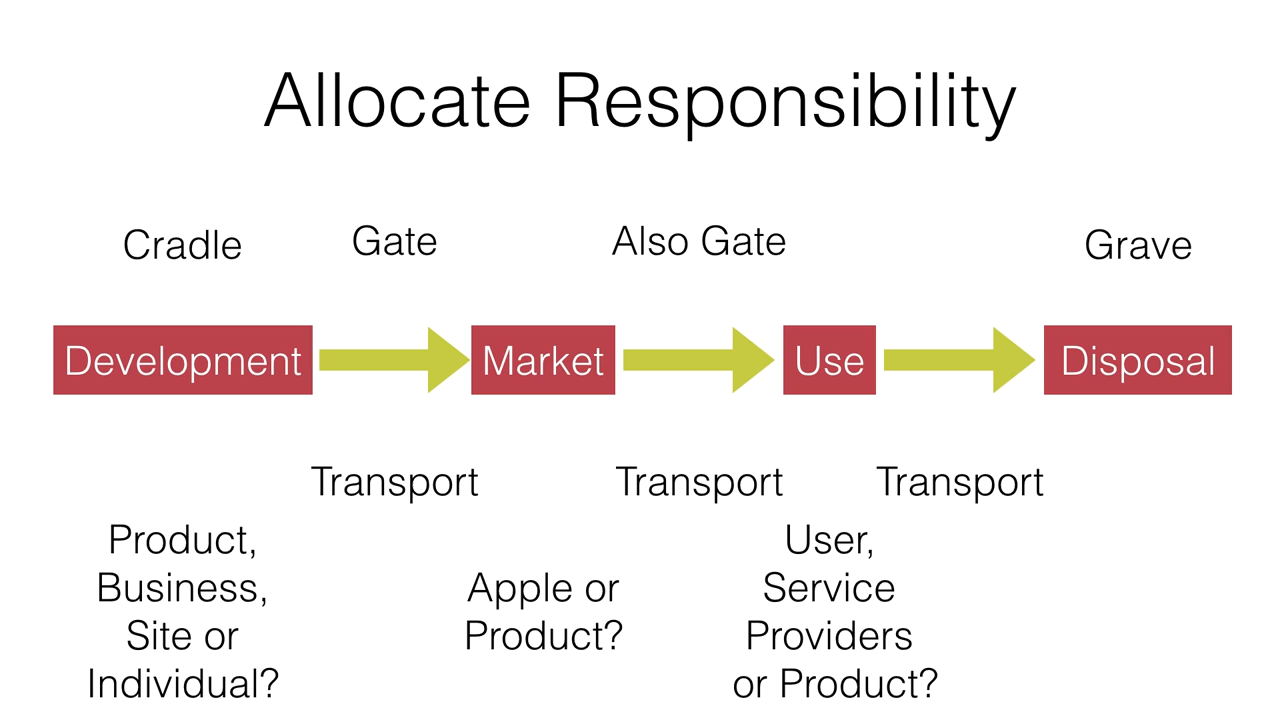 Allocate Responsibility
Cradle
Gate
Also Gate
Grave
Development
Market
Use
Disposal
Transport
Transport
Transport
Product,
Business,
Site or
Individual?
Apple or
Product?
User,
Service
Providers
or Product?